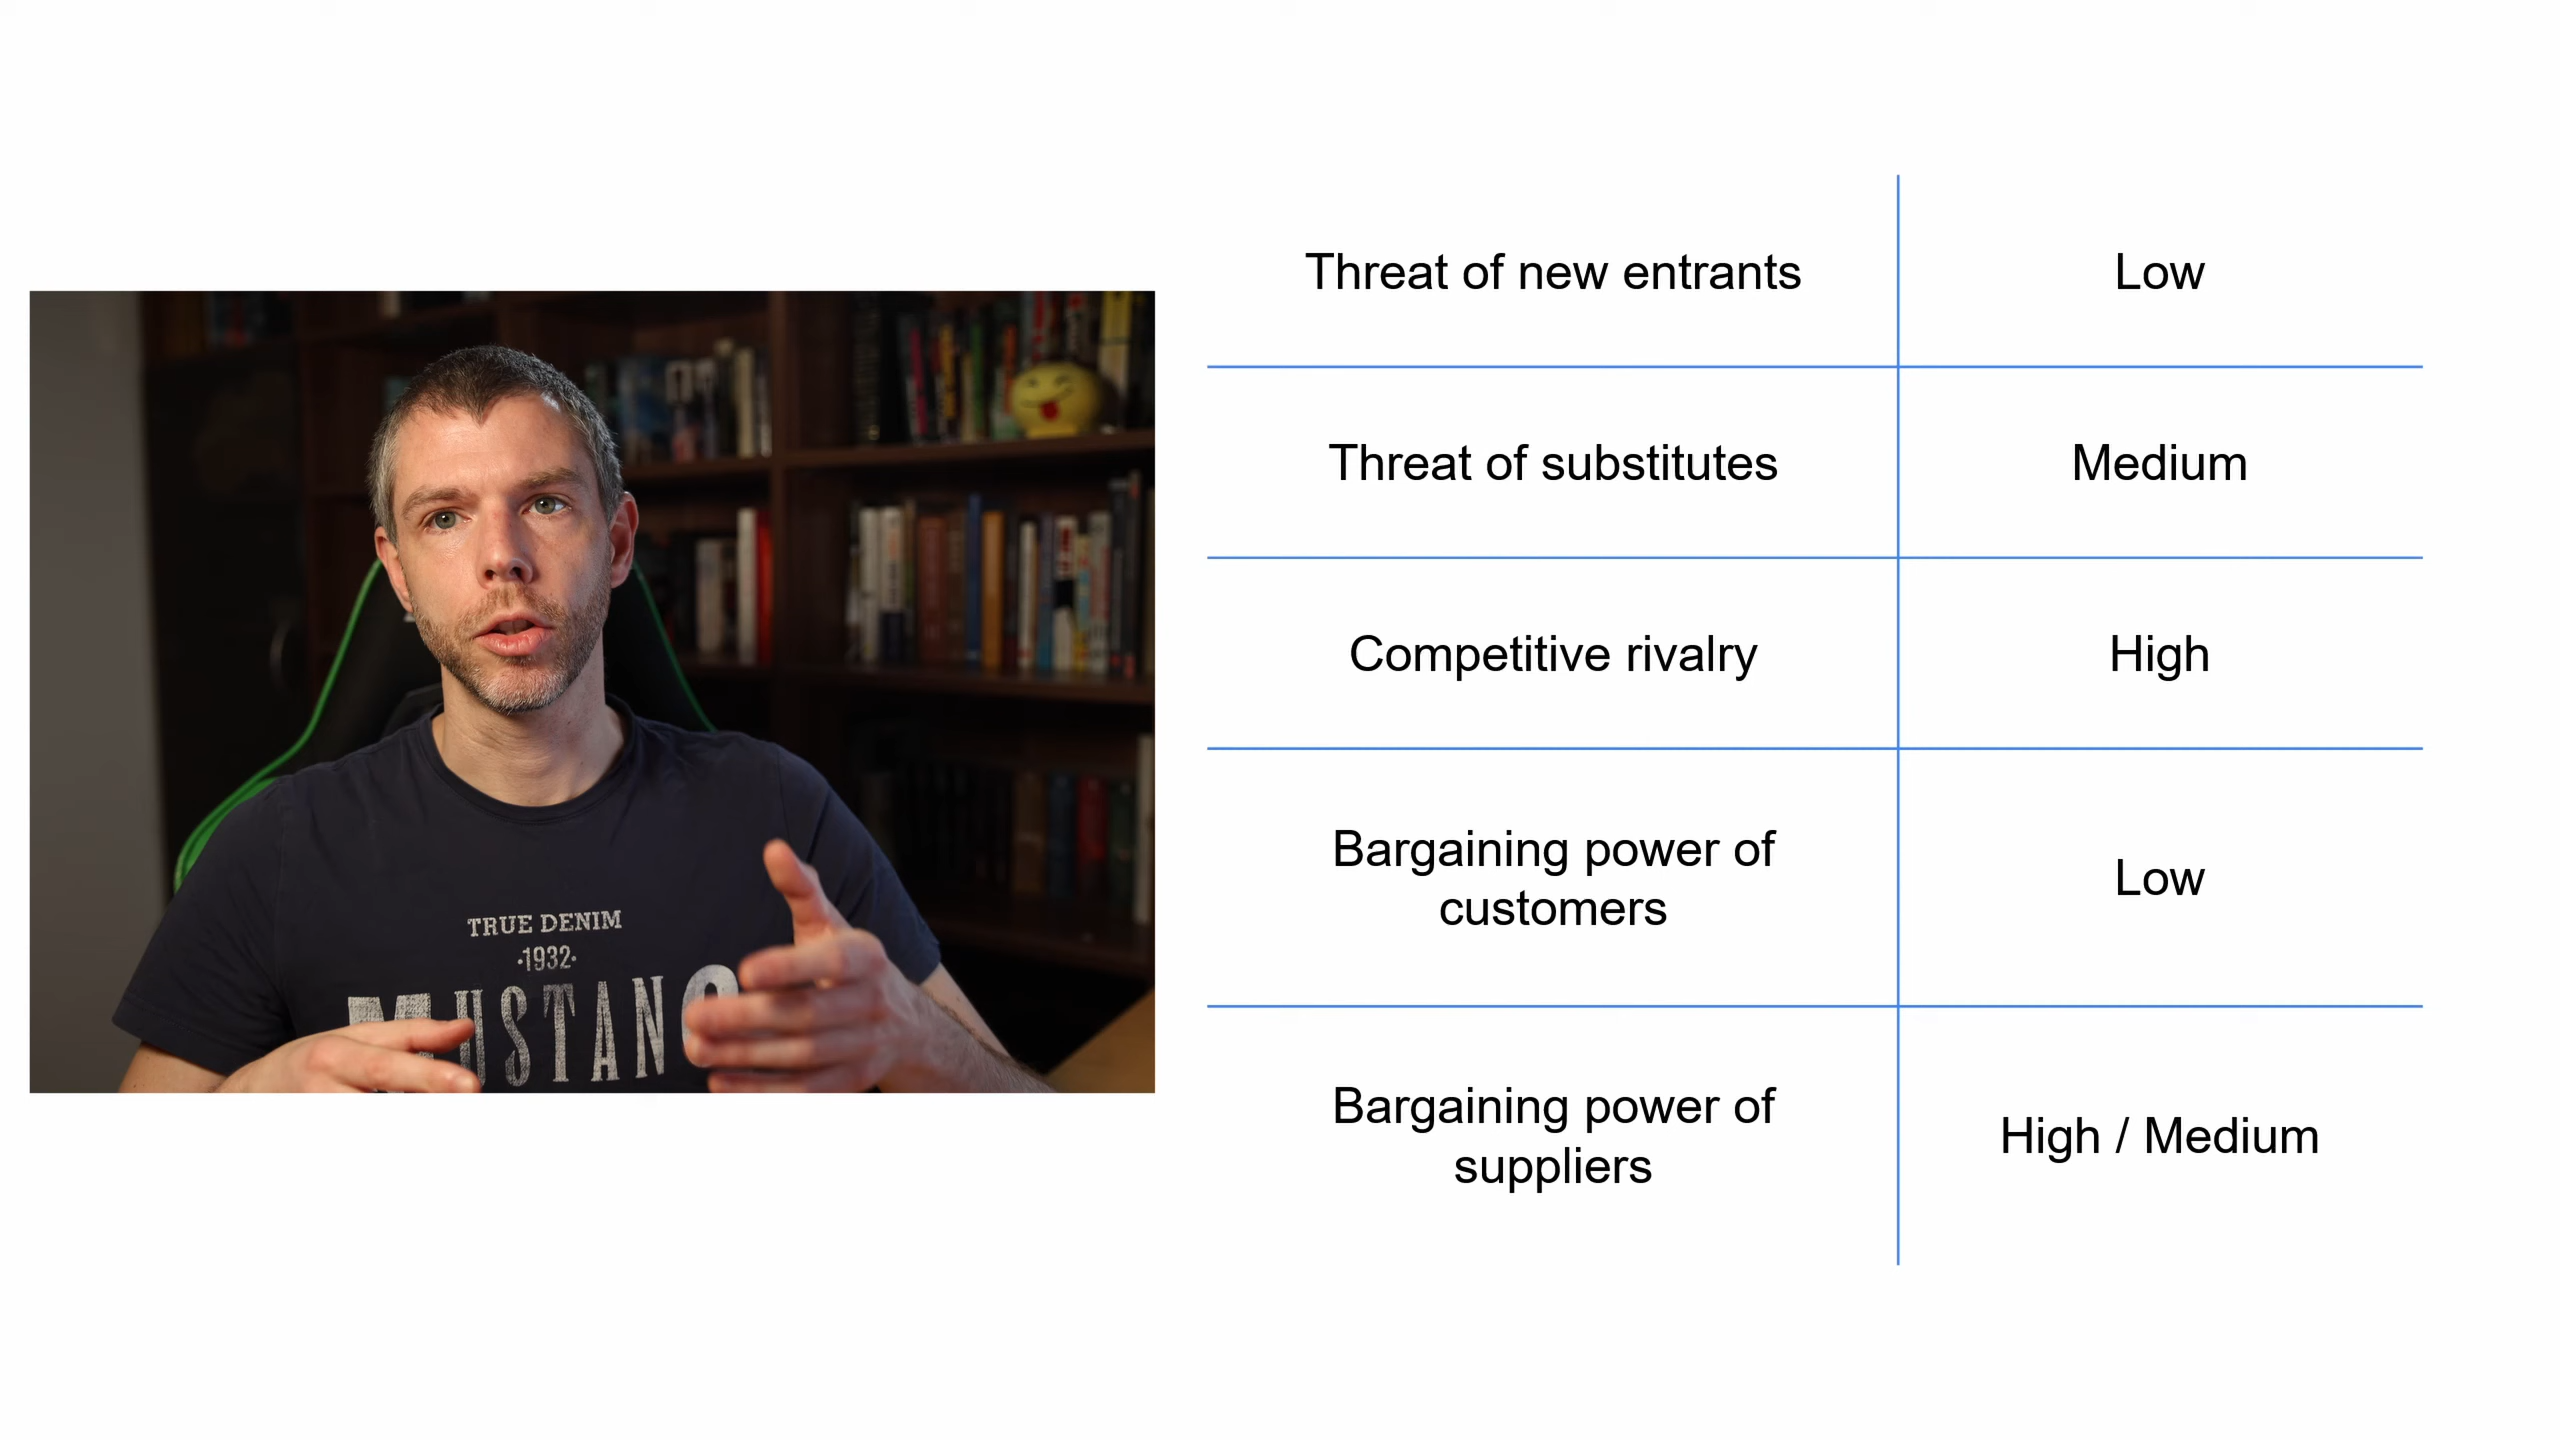 TRUE DENIM
·1932·
MUSTANG
Threat of new entrants
Low
Threat of substitutes
Medium
Competitive rivalry
High
Bargaining power of
customers
Low
Bargaining power of
suppliers
High / Medium